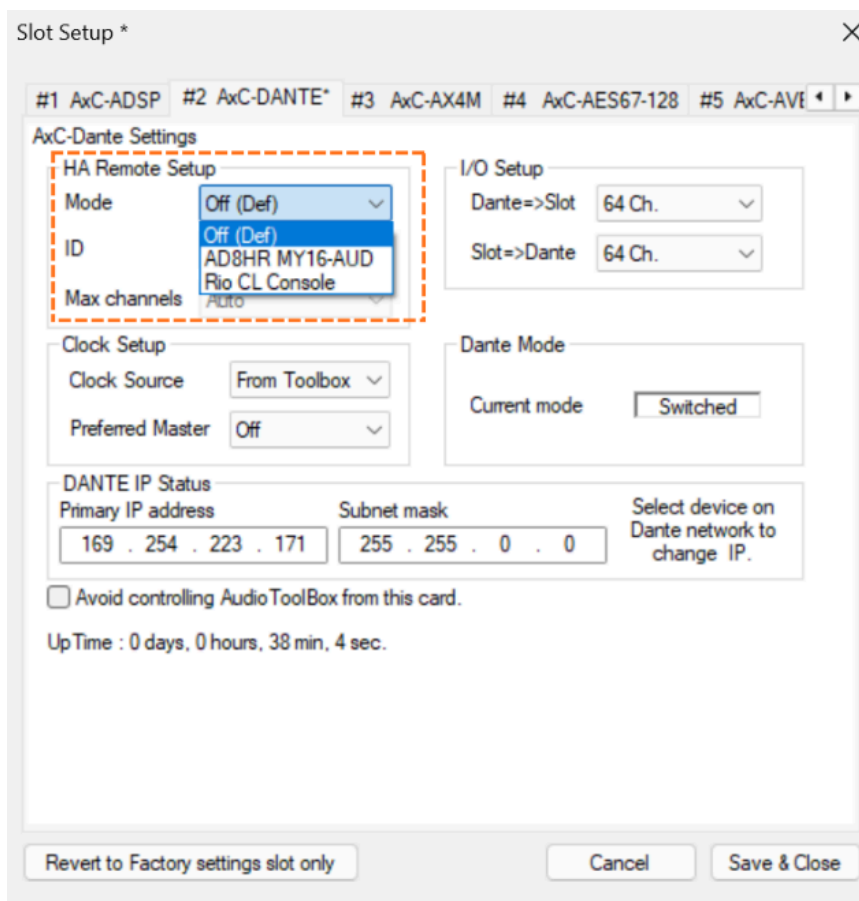 Slot Setup *
#1 AxC-ADSP #2 AxC-DANTE* #3 AxC-AX4M #4 AxC-AES67-128 #5 AxC-AVB
AxC-Dante Settings
HA Remote Setup
Mode Off (Def)
Off (Def)
AD8HR MY16-AUD
Rio CL Console
ID
Max channels Auto
I/O Setup
Dante=>Slot 64 Ch.
Slot=>Dante 64 Ch.
Clock Setup
Clock Source From Toolbox
Preferred Master Off
Dante Mode
Current mode Switched
DANTE IP Status
Primary IP address Subnet mask
169 . 254 . 223 . 171 255 . 255 . 0 . 0
Select device on
Dante network to
change IP.
Avoid controlling AudioToolBox from this card.
UpTime : 0 days, 0 hours, 38 min, 4 sec.
Revert to Factory settings slot only Cancel Save & Close